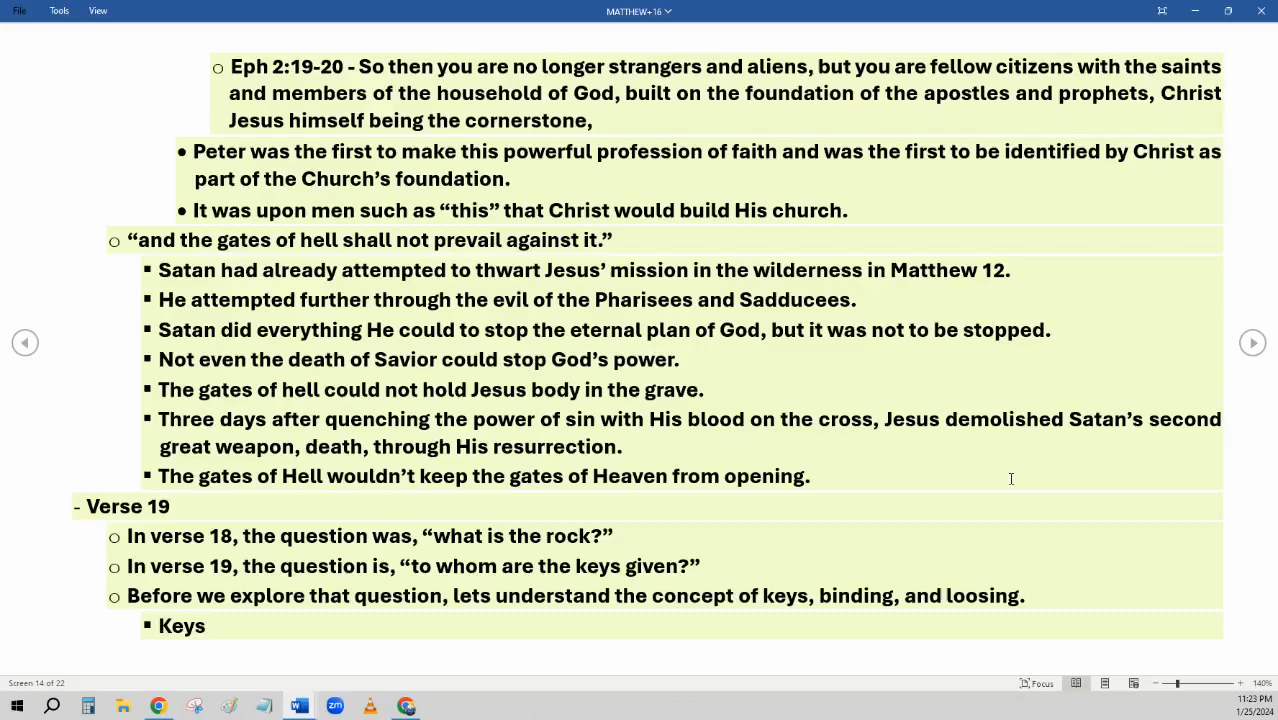 File Tools View MATTHEW+16
o Eph 2:19-20 - So then you are no longer strangers and aliens, but you are fellow citizens with the saints
and members of the household of God, built on the foundation of the apostles and prophets, Christ
Jesus himself being the cornerstone,
• Peter was the first to make this powerful profession of faith and was the first to be identified by Christ as
part of the Church’s foundation.
• It was upon men such as “this” that Christ would build His church.
o “and the gates of hell shall not prevail against it.”
▪ Satan had already attempted to thwart Jesus’ mission in the wilderness in Matthew 12.
▪ He attempted further through the evil of the Pharisees and Sadducees.
▪ Satan did everything He could to stop the eternal plan of God, but it was not to be stopped.
▪ Not even the death of Savior could stop God’s power.
▪ The gates of hell could not hold Jesus body in the grave.
▪ Three days after quenching the power of sin with His blood on the cross, Jesus demolished Satan’s second
great weapon, death, through His resurrection.
▪ The gates of Hell wouldn’t keep the gates of Heaven from opening.
- Verse 19
o In verse 18, the question was, “what is the rock?”
o In verse 19, the question is, “to whom are the keys given?”
o Before we explore that question, lets understand the concept of keys, binding, and loosing.
▪ Keys
Screen 14 of 22 Focus 140%
zm
11:23 PM
1/25/2024